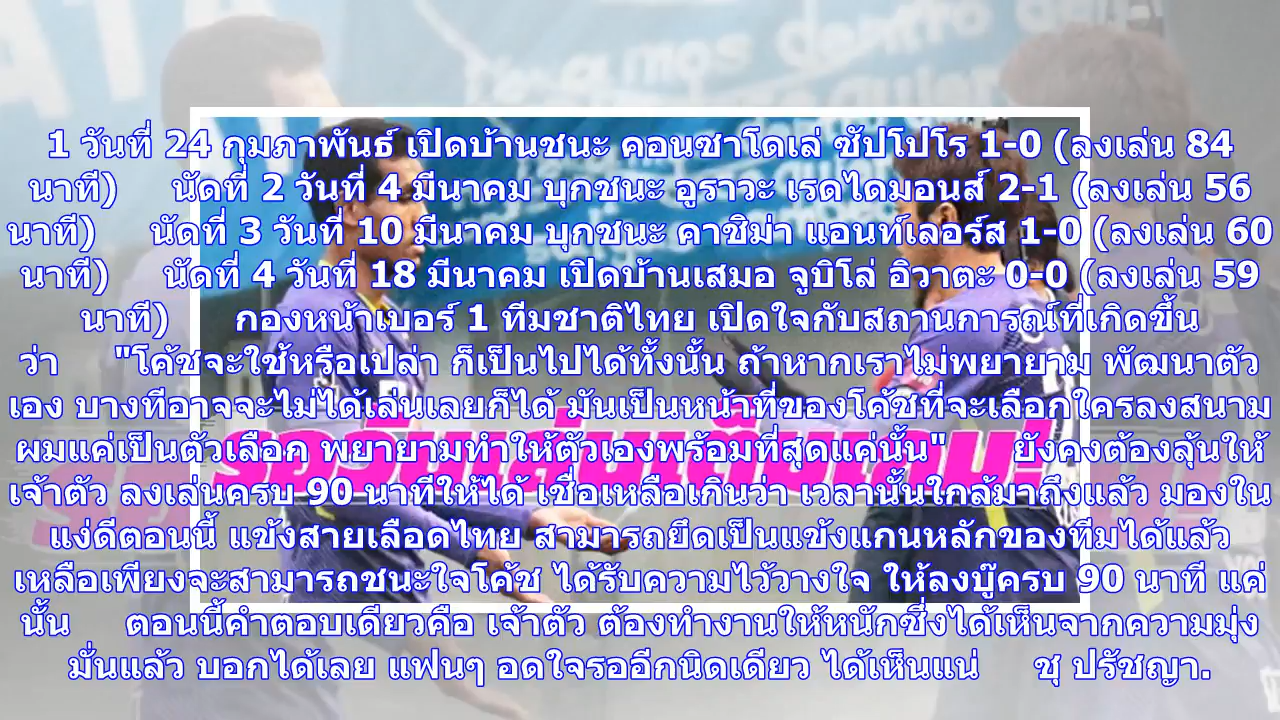 1 วันที่ 24 กุมภาพันธ์ เปิดบ้านชนะ คอนซาโดเล่ ซัปโปโร 1-0 (ลงเล่น 84
นาที) นัดที่ 2 วันที่ 4 มีนาคม บุกชนะ อูราวะ เรดไดมอนส์ 2-1 (ลงเล่น 56
นาที) นัดที่ 3 วันที่ 10 มีนาคม บุกชนะ คาชิม่า แอนท์เลอร์ส 1-0 (ลงเล่น 60
นาที) นัดที่ 4 วันที่ 18 มีนาคม เปิดบ้านเสมอ จูบิโล่ อิวาตะ 0-0 (ลงเล่น 59
นาที) กองหน้าเบอร์ 1 ทีมชาติไทย เปิดใจกับสถานการณ์ที่เกิดขึ้น
ว่า "โค้ชจะใช้หรือเปล่า ก็เป็นไปได้ทั้งนั้น ถ้าหากเราไม่พยายาม พัฒนาตัว
เอง บางทีอาจจะไม่ได้เล่นเลยก็ได้ มันเป็นหน้าที่ของโค้ชที่จะเลือกใครลงสนาม
ผมแค่เป็นตัวเลือก พยายามทำให้ตัวเองพร้อมที่สุดแค่นั้น" ยังคงต้องลุ้นให้
เจ้าตัว ลงเล่นครบ 90 นาทีให้ได้ เชื่อเหลือเกินว่า เวลานั้นใกล้มาถึงแล้ว มองใน
แง่ดีตอนนี้ แข้งสายเลือดไทย สามารถยึดเป็นแข้งแกนหลักของทีมได้แล้ว
เหลือเพียงจะสามารถชนะใจโค้ช ได้รับความไว้วางใจ ให้ลงบู๊ครบ 90 นาที แค่
นั้น ตอนนี้คำตอบเดียวคือ เจ้าตัว ต้องทำงานให้หนักซึ่งได้เห็นจากความมุ่ง
มั่นแล้ว บอกได้เลย แฟนๆ อดใจรออีกนิดเดียว ได้เห็นแน่ ชุ ปรัชญา.
รอวันเล่นเต็มเกม!